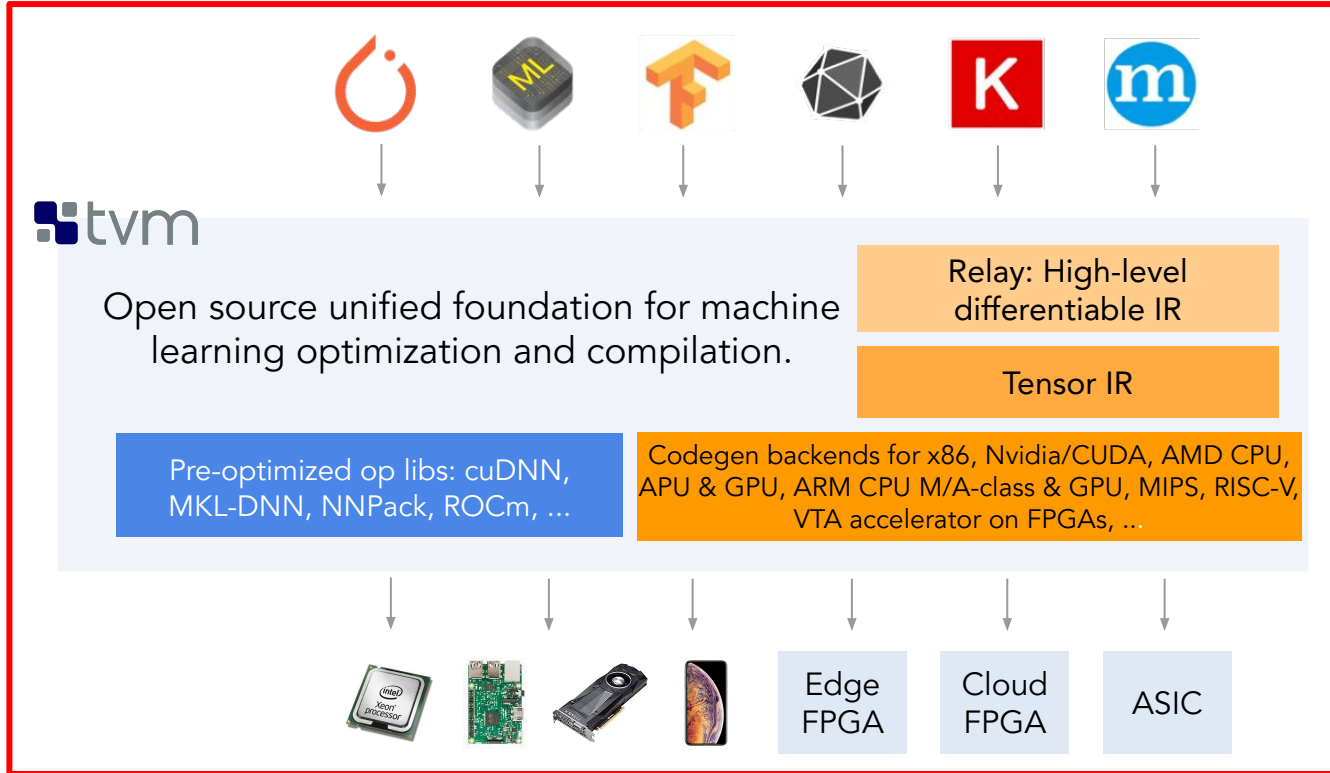 ML
K
m
tvm
Open source unified foundation for machine
learning optimization and compilation.
Relay: High-level
differentiable IR
Tensor IR
Pre-optimized op libs: cuDNN,
MKL-DNN, NNPack, ROCm, ...
Codegen backends for x86, Nvidia/CUDA, AMD CPU,
APU & GPU, ARM CPU M/A-class & GPU, MIPS, RISC-V,
VTA accelerator on FPGAs, ...
intel
Xeon
processor
Edge
FPGA
Cloud
FPGA
ASIC